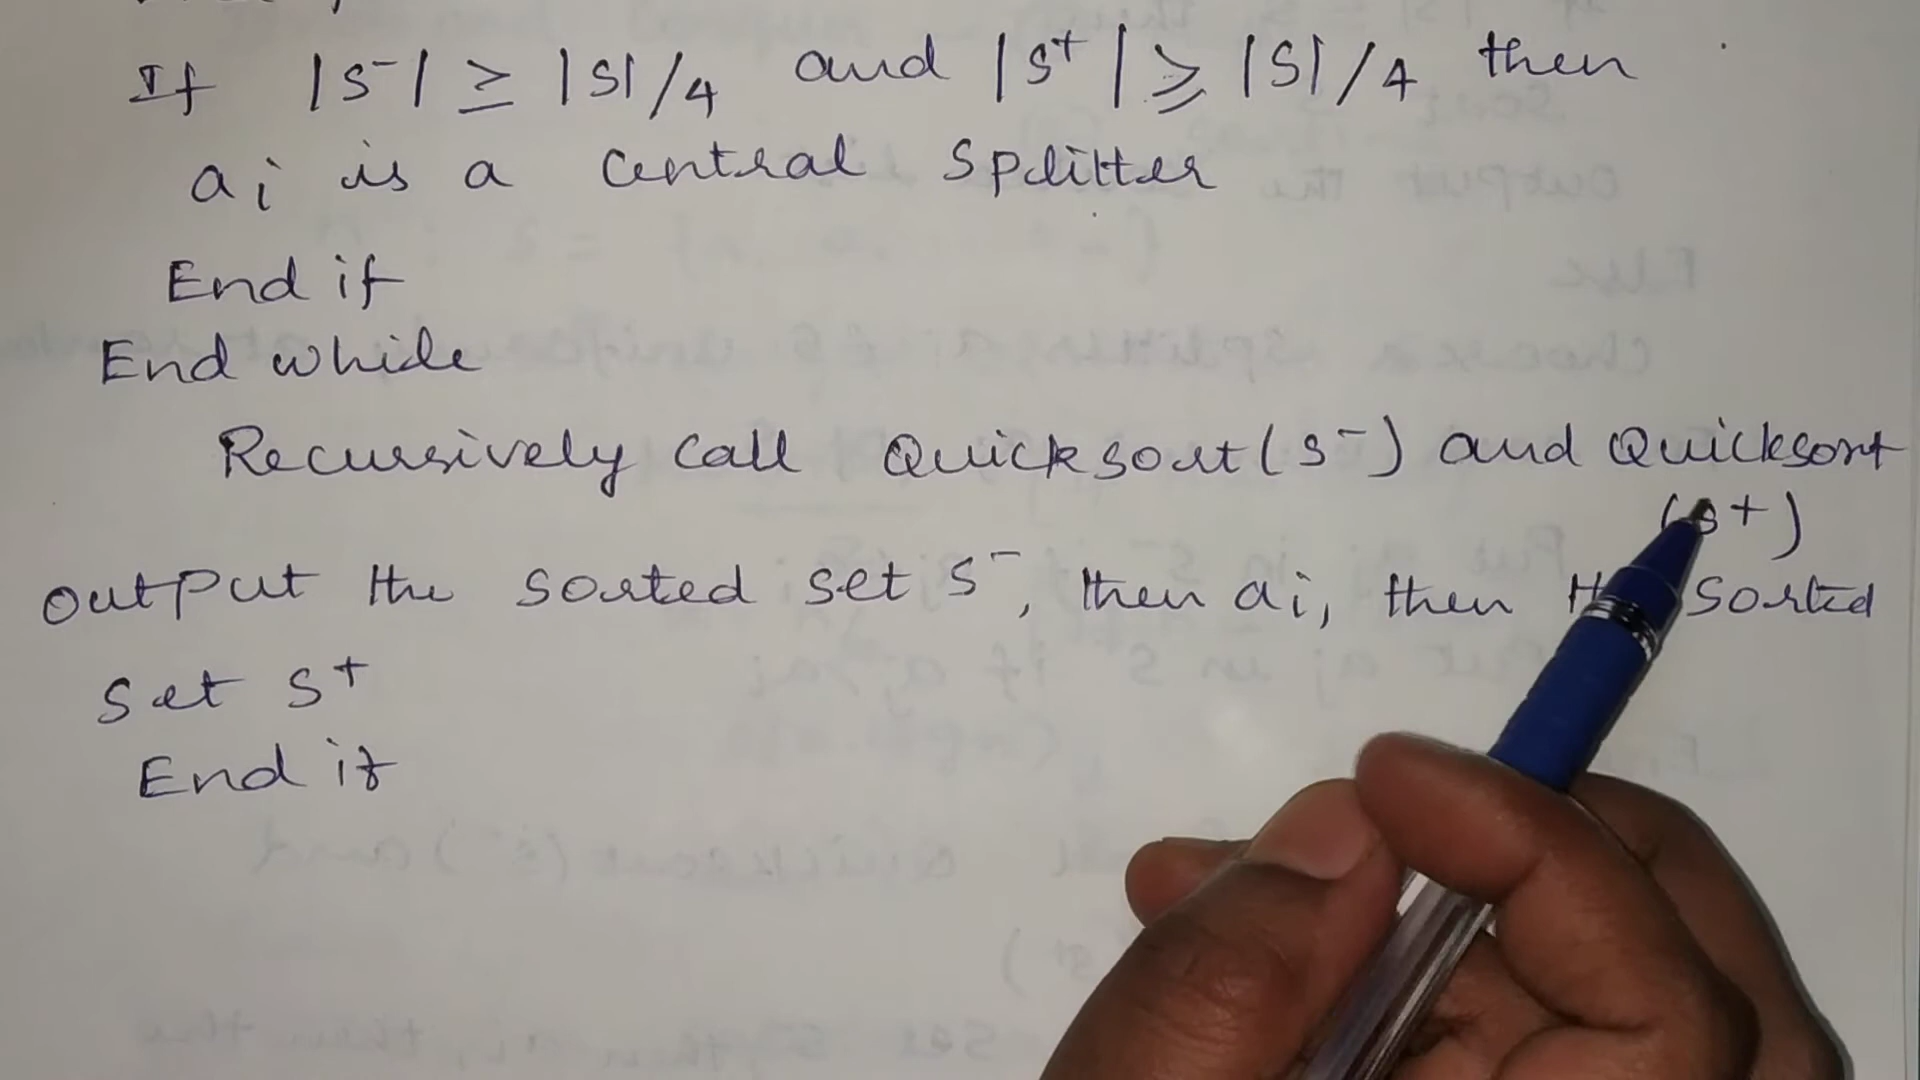 If |S⁻| ≥ |S|/4 and |S⁺| ≥ |S|/4 then
ai is a Central Splitter
End if
End while
Recursively call Quicksort(S⁻) and Quicksort
(S+)
Output the Sorted set S⁻, then ai, then Sorted
Set S⁺
End if